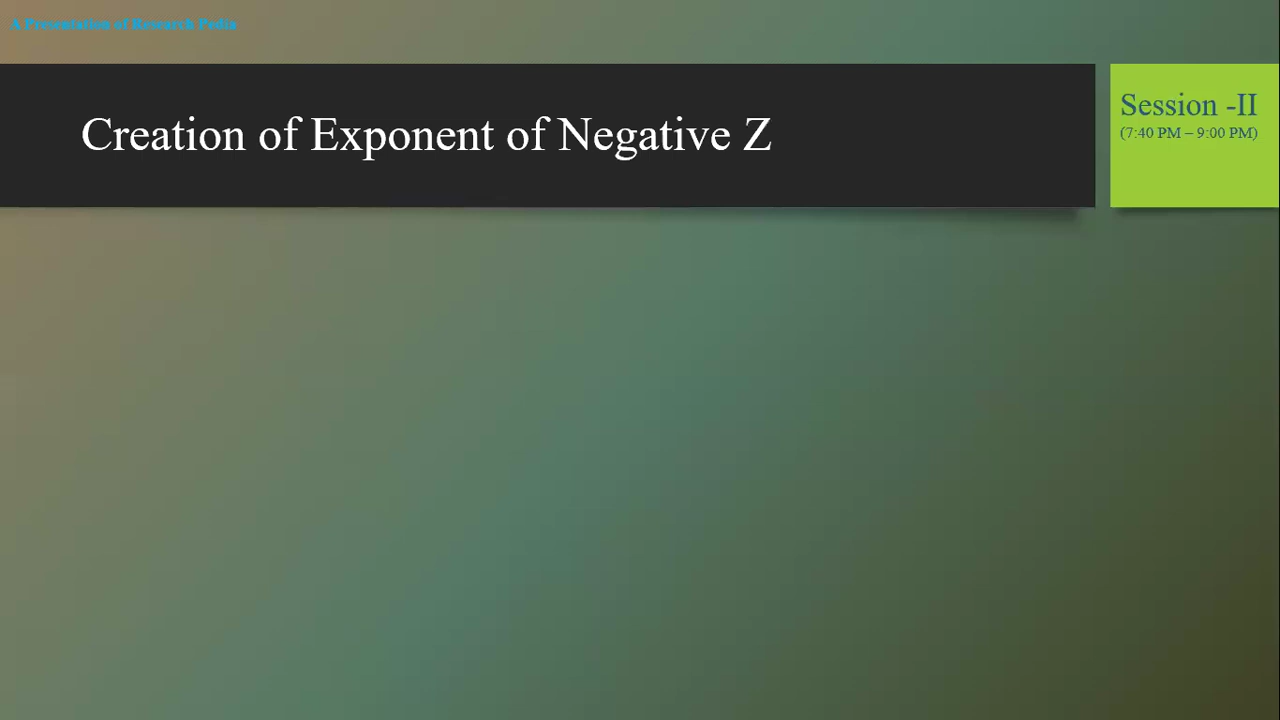 A Presentation of Research Pedia
Creation of Exponent of Negative Z
Session -II
(7:40 PM – 9:00 PM)